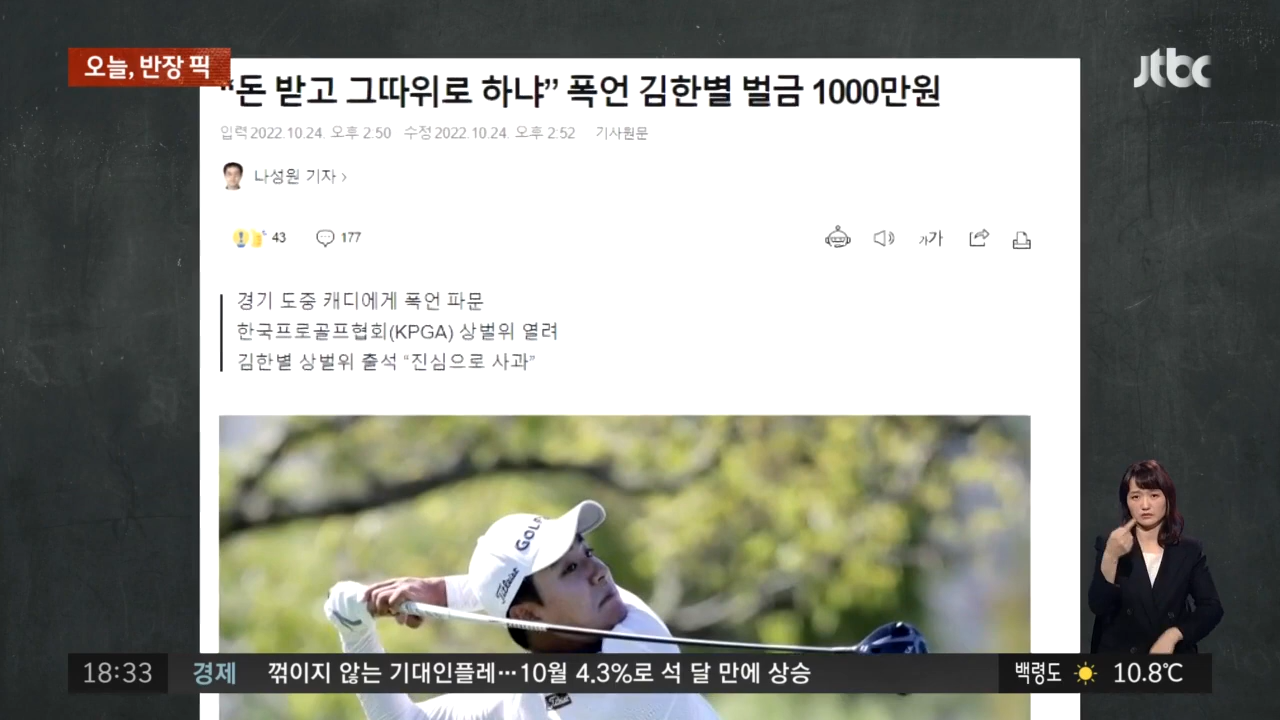 오늘, 반장 픽
jtbc
“돈 받고 그따위로 하냐” 폭언 김한별 벌금 1000만원
입력 2022.10.24. 오후 2:50 수정 2022.10.24. 오후 2:52 기사원문
나성원 기자 >
43 177
가가
경기 도중 캐디에게 폭언 파문
한국프로골프협회(KPGA) 상벌위 열려
김한별 상벌위 출석 “진심으로 사과”
GOLF
Titleist
Titleist
18:33 경제 꺾이지 않는 기대인플레…10월 4.3%로 석 달 만에 상승 백령도 10.8℃